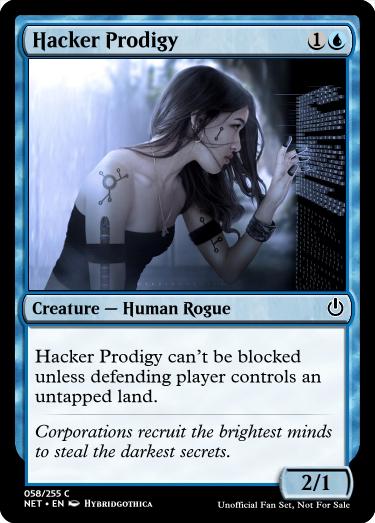 Hacker Prodigy 1
Creature — Human Rogue
Hacker Prodigy can't be blocked
unless defending player controls an
untapped land.
Corporations recruit the brightest minds
to steal the darkest secrets.
2/1
058/255 C
NET • EN Hybridgothica
Unofficial Fan Set, Not For Sale